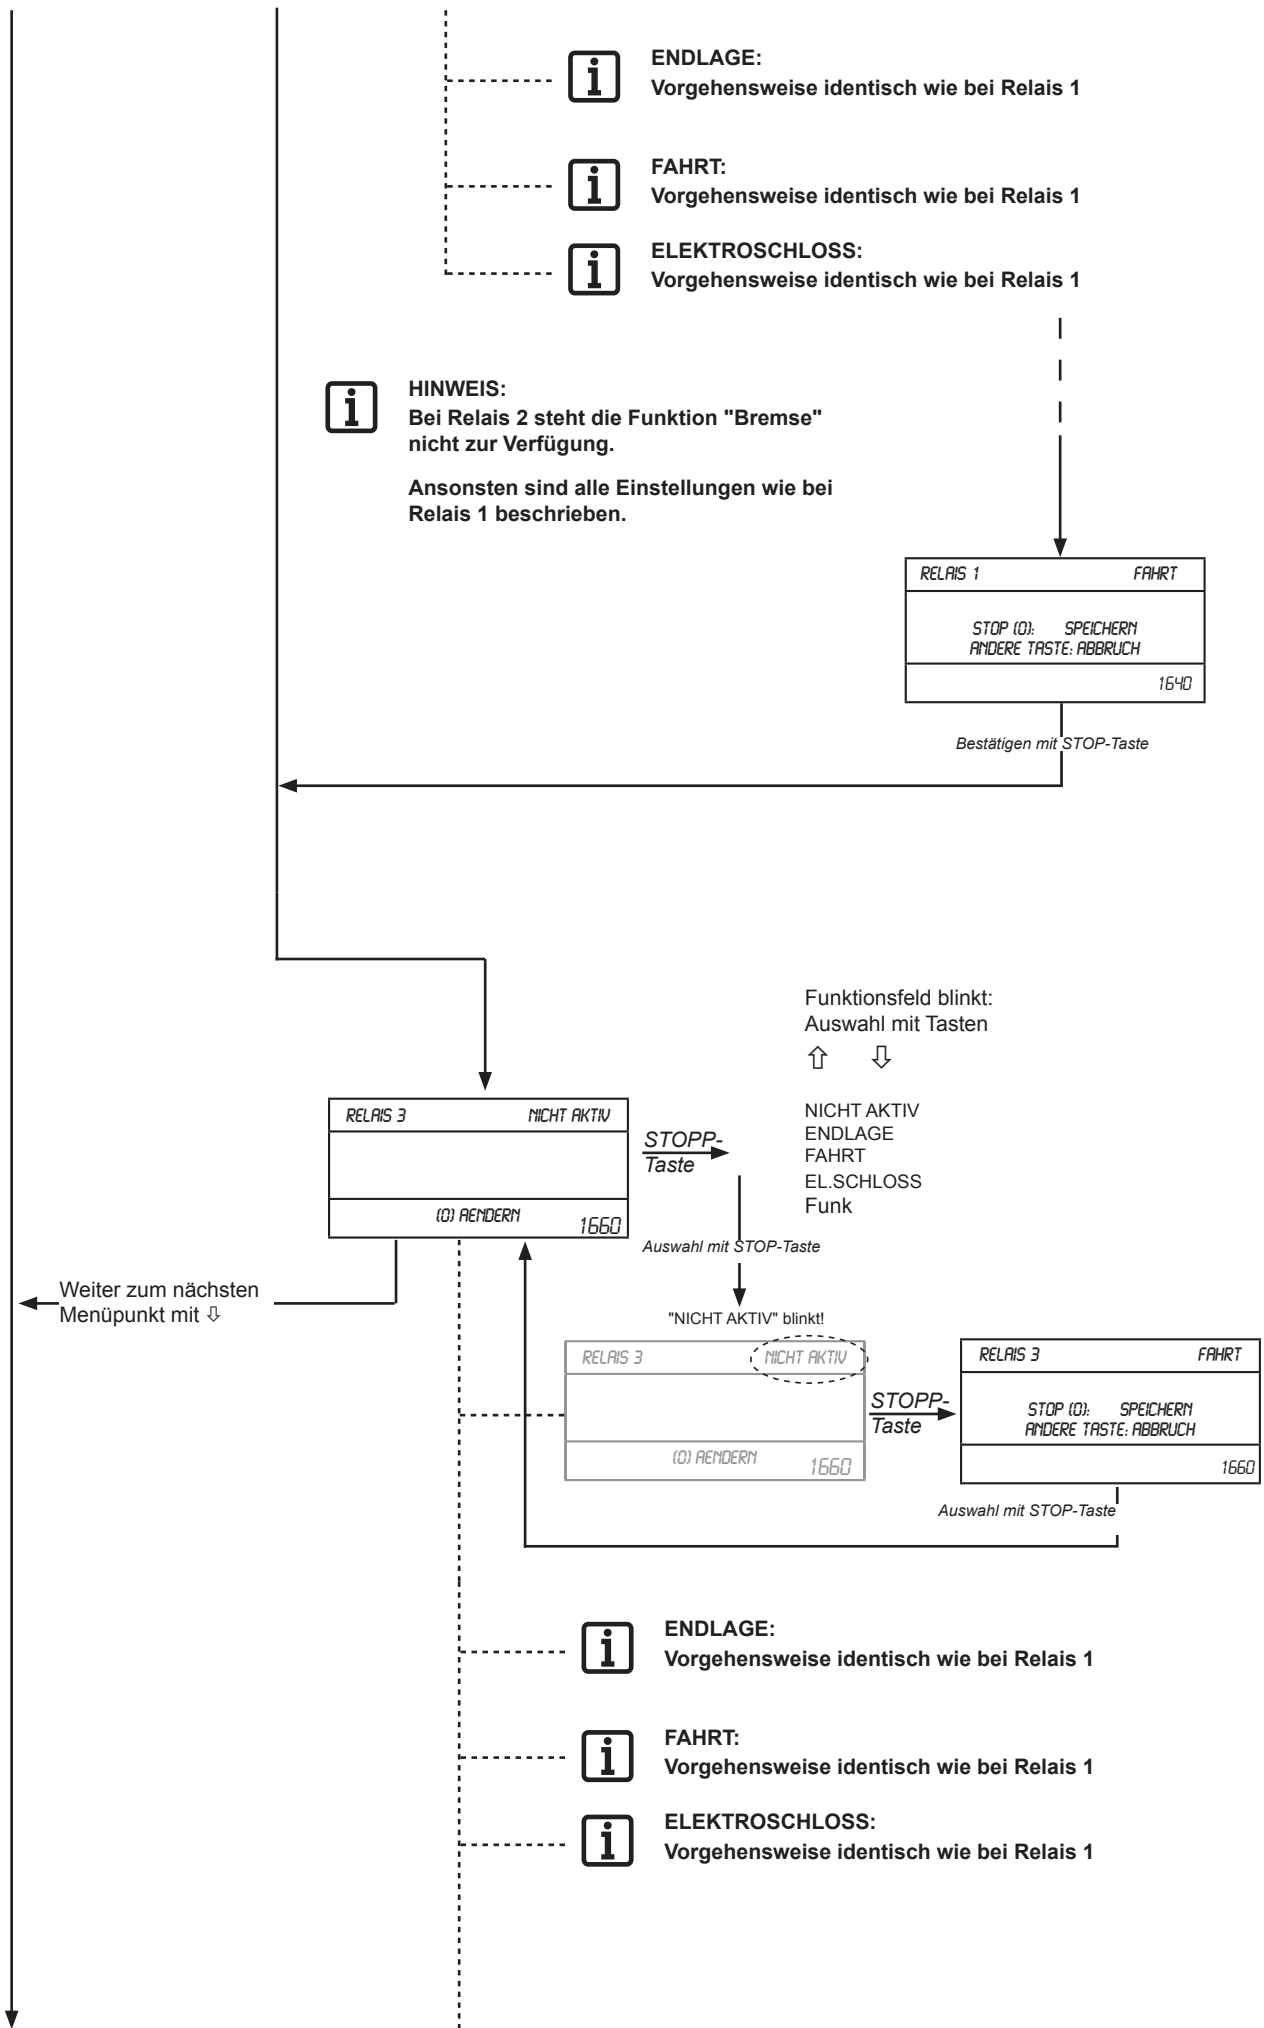 ENDLAGE:
Vorgehensweise identisch wie bei Relais 1
FAHRT:
Vorgehensweise identisch wie bei Relais 1
ELEKTROSCHLOSS:
Vorgehensweise identisch wie bei Relais 1
HINWEIS:
Bei Relais 2 steht die Funktion "Bremse"
nicht zur Verfügung.
Ansonsten sind alle Einstellungen wie bei
Relais 1 beschrieben.
RELAIS 1 FAHRT
STOP (0): SPEICHERN
ANDERE TASTE: ABBRUCH
1640
Bestätigen mit STOP-Taste
Funktionsfeld blinkt:
Auswahl mit Tasten
⇧ ⇩
NICHT AKTIV
ENDLAGE
FAHRT
EL.SCHLOSS
Funk
RELAIS 3 NICHT AKTIV
(0) AENDERN 1660
STOPP-
Taste
Auswahl mit STOP-Taste
Weiter zum nächsten
Menüpunkt mit ⇩
"NICHT AKTIV" blinkt!
RELAIS 3 NICHT AKTIV
(0) AENDERN 1660
STOPP-
Taste
RELAIS 3 FAHRT
STOP (0): SPEICHERN
ANDERE TASTE: ABBRUCH
1660
Auswahl mit STOP-Taste
ENDLAGE:
Vorgehensweise identisch wie bei Relais 1
FAHRT:
Vorgehensweise identisch wie bei Relais 1
ELEKTROSCHLOSS:
Vorgehensweise identisch wie bei Relais 1